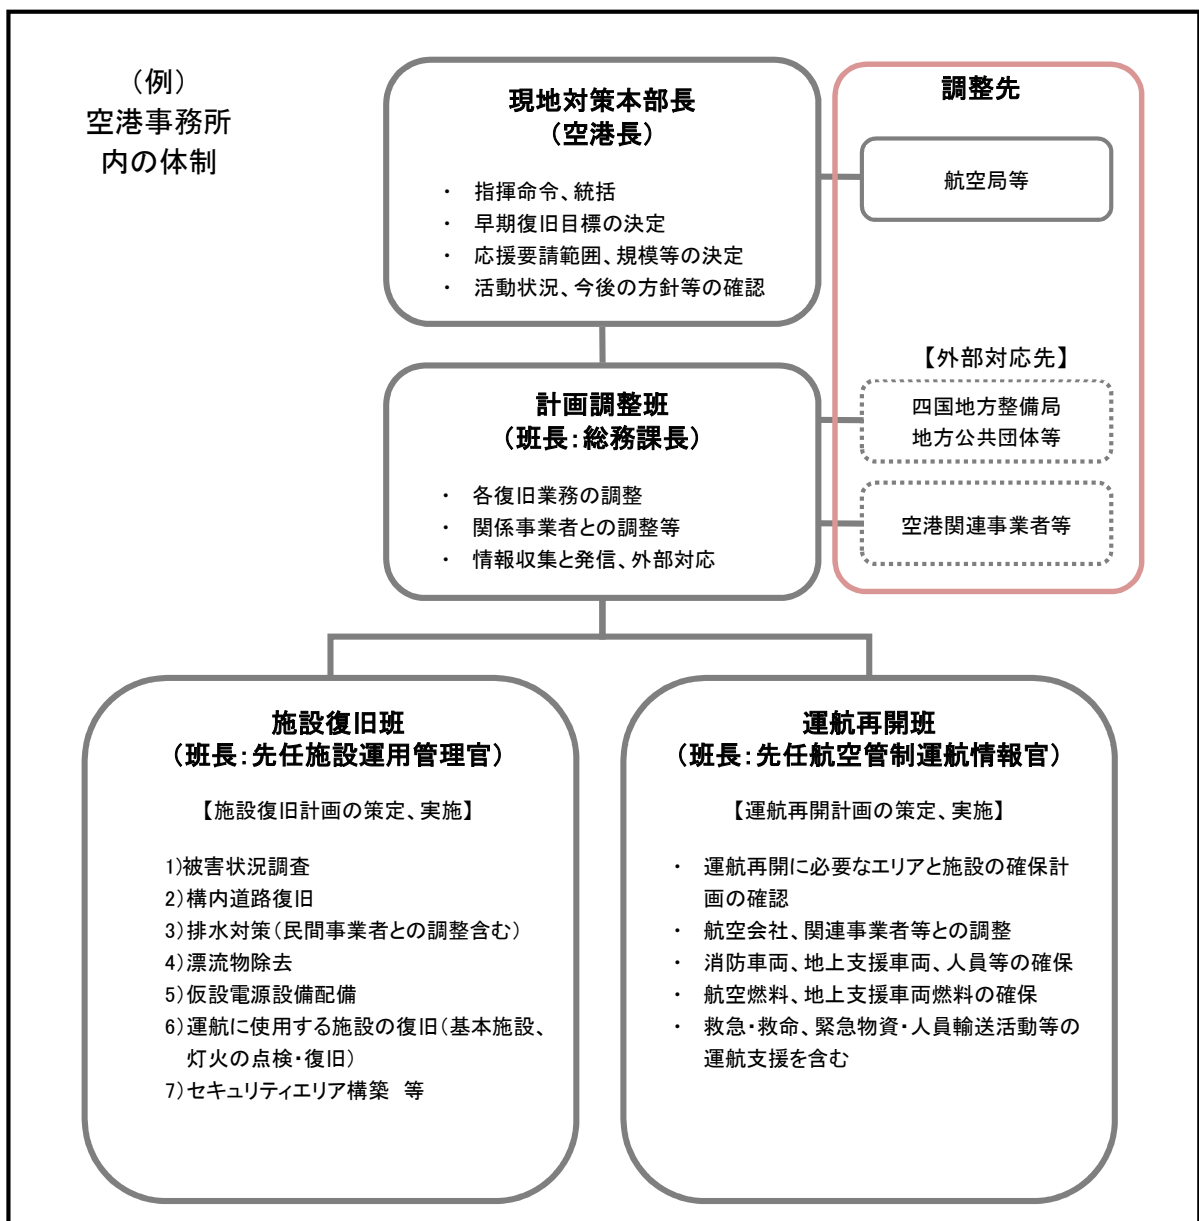 (例)
空港事務所
内の体制
現地対策本部長
(空港長)
・ 指揮命令、統括
・ 早期復旧目標の決定
・ 応援要請範囲、規模等の決定
・ 活動状況、今後の方針等の確認
調整先
航空局等
【外部対応先】
四国地方整備局
地方公共団体等
空港関連事業者等
計画調整班
(班長:総務課長)
・ 各復旧業務の調整
・ 関係事業者との調整等
・ 情報収集と発信、外部対応
施設復旧班
(班長:先任施設運用管理官)
【施設復旧計画の策定、実施】
1)被害状況調査
2)構内道路復旧
3)排水対策(民間事業者との調整含む)
4)漂流物除去
5)仮設電源設備配備
6)運航に使用する施設の復旧(基本施設、
灯火の点検・復旧)
7)セキュリティエリア構築 等
運航再開班
(班長:先任航空管制運航情報官)
【運航再開計画の策定、実施】
・ 運航再開に必要なエリアと施設の確保計
画の確認
・ 航空会社、関連事業者等との調整
・ 消防車両、地上支援車両、人員等の確保
・ 航空燃料、地上支援車両燃料の確保
・ 救急・救命、緊急物資・人員輸送活動等の
運航支援を含む